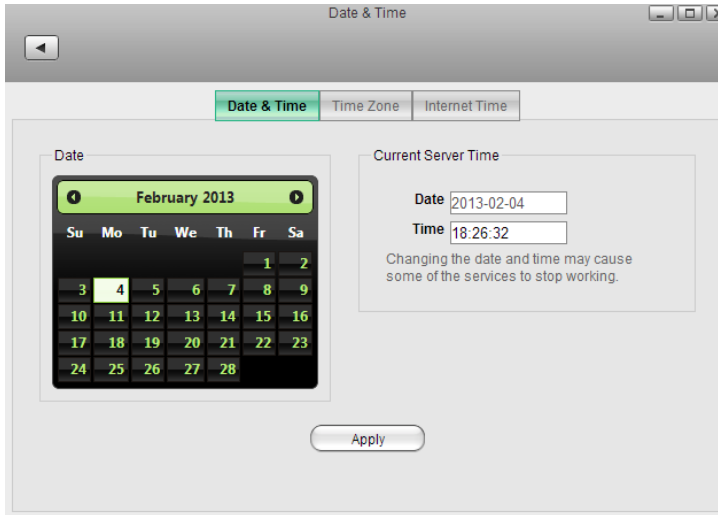 Date & Time
Date & Time Time Zone Internet Time
Date
February 2013
Su Mo Tu We Th Fr Sa
1 2
3 4 5 6 7 8 9
10 11 12 13 14 15 16
17 18 19 20 21 22 23
24 25 26 27 28
Current Server Time
Date 2013-02-04
Time 18:26:32
Changing the date and time may cause
some of the services to stop working.
Apply